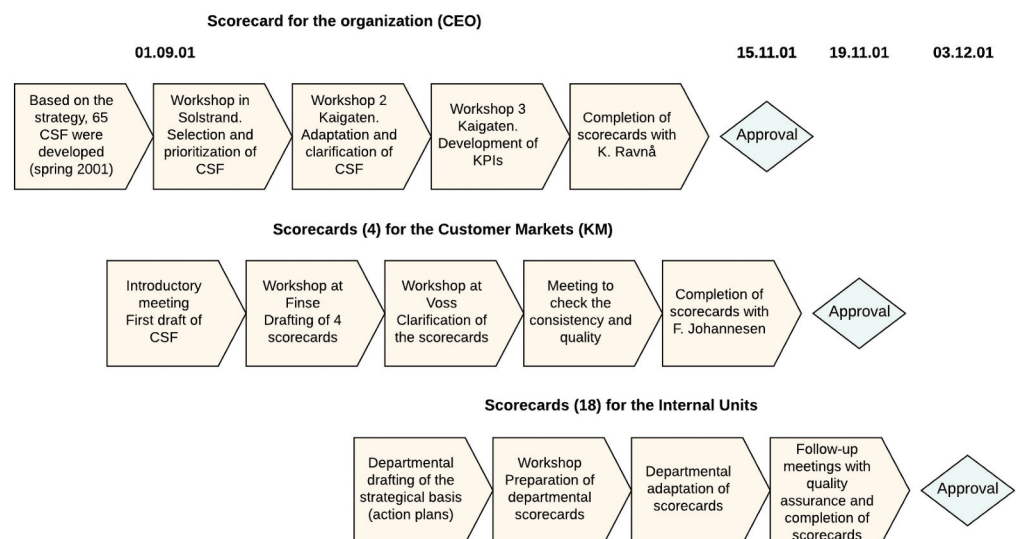 Scorecard for the organization (CEO)
01.09.01
15.11.01
19.11.01
03.12.01
Based on the
strategy, 65
CSF were
developed
(spring 2001)
Workshop in
Solstrand.
Selection and
prioritization of
CSF
Workshop 2
Kaigaten.
Adaptation and
clarification of
CSF
Workshop 3
Kaigaten.
Development of
KPIs
Completion of
scorecards with
K. Ravnå
Approval
Scorecards (4) for the Customer Markets (KM)
Introductory
meeting
First draft of
CSF
Workshop at
Finse
Drafting of 4
scorecards
Workshop at
Voss
Clarification of
the scorecards
Meeting to
check the
consistency and
quality
Completion of
scorecards with
F. Johannesen
Approval
Scorecards (18) for the Internal Units
Departmental
drafting of the
strategical basis
(action plans)
Workshop
Preparation of
departmental
scorecards
Departmental
adaptation of
scorecards
Follow-up
meetings with
quality
assurance and
completion of
scorecards
Approval